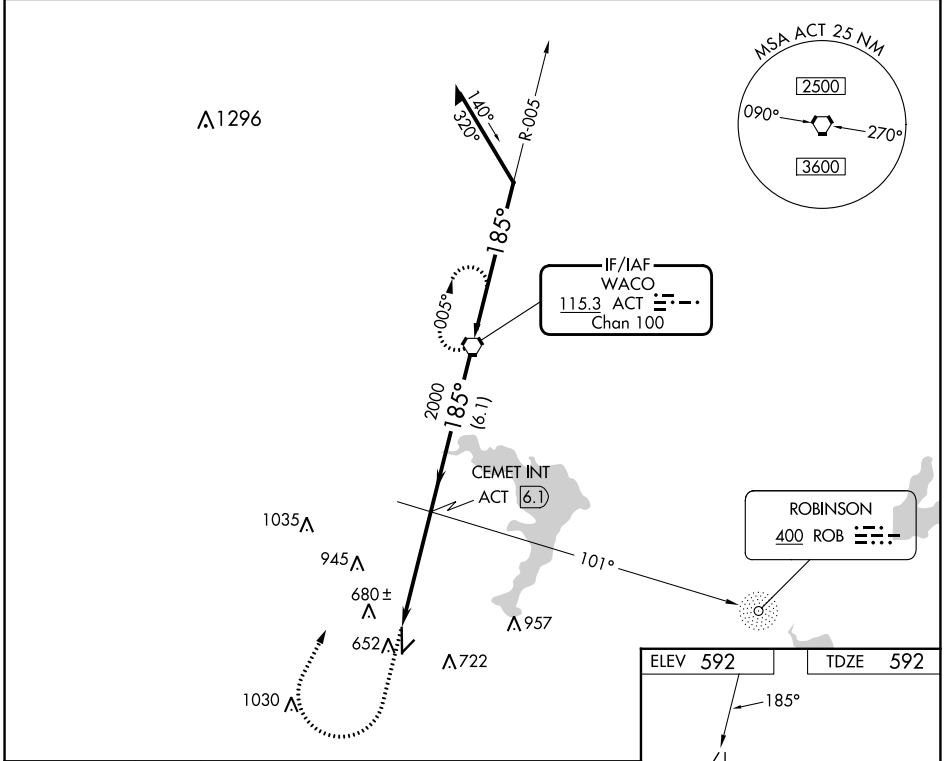 MSA ACT 25 NM
2500
090°
270°
3600
1296
140°
320°
R-005
185°
005°
IF/IAF
WACO
115.3 ACT
Chan 100
2000
185°
(6.1)
CEMET INT
ACT 6.1
1035
945
680±
652
722
957
1030
101°
ROBINSON
400 ROB
ELEV 592
TDZE 592
185°